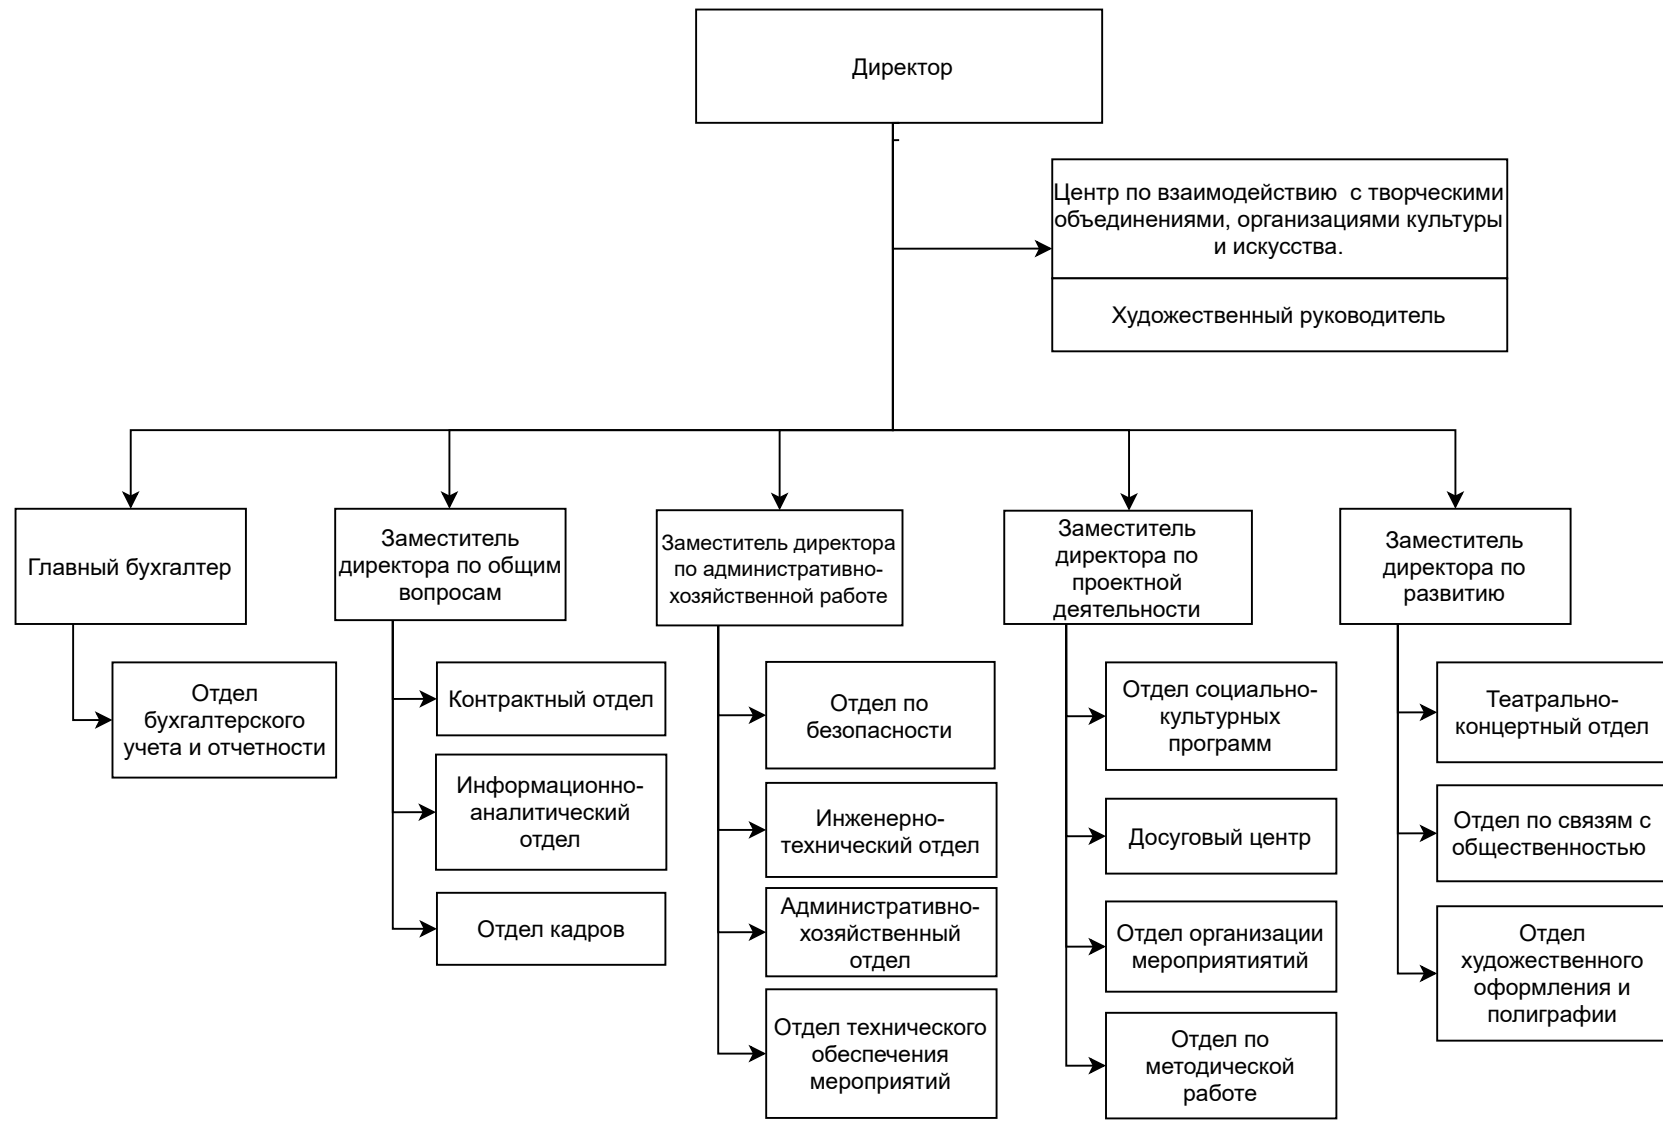 Директор
Центр по взаимодействию  с творческими
объединениями, организациями культуры
и искусства.
Художественный руководитель
Главный бухгалтер
Заместитель
директора по общим
вопросам
Заместитель директора
по административно-
хозяйственной работе
Заместитель
директора по
проектной
деятельности
Заместитель
директора по
развитию
Отдел
бухгалтерского
учета и отчетности
Контрактный отдел
Информационно-
аналитический
отдел
Отдел кадров
Отдел по
безопасности
Инженерно-
технический отдел
Административно-
хозяйственный
отдел
Отдел технического
обеспечения
мероприятий
Отдел социально-
культурных
программ
Досуговый центр
Отдел организации
мероприятиятий
Отдел по
методической
работе
Театрально-
концертный отдел
Отдел по связям с
общественностью
Отдел
художественного
оформления и
полиграфии